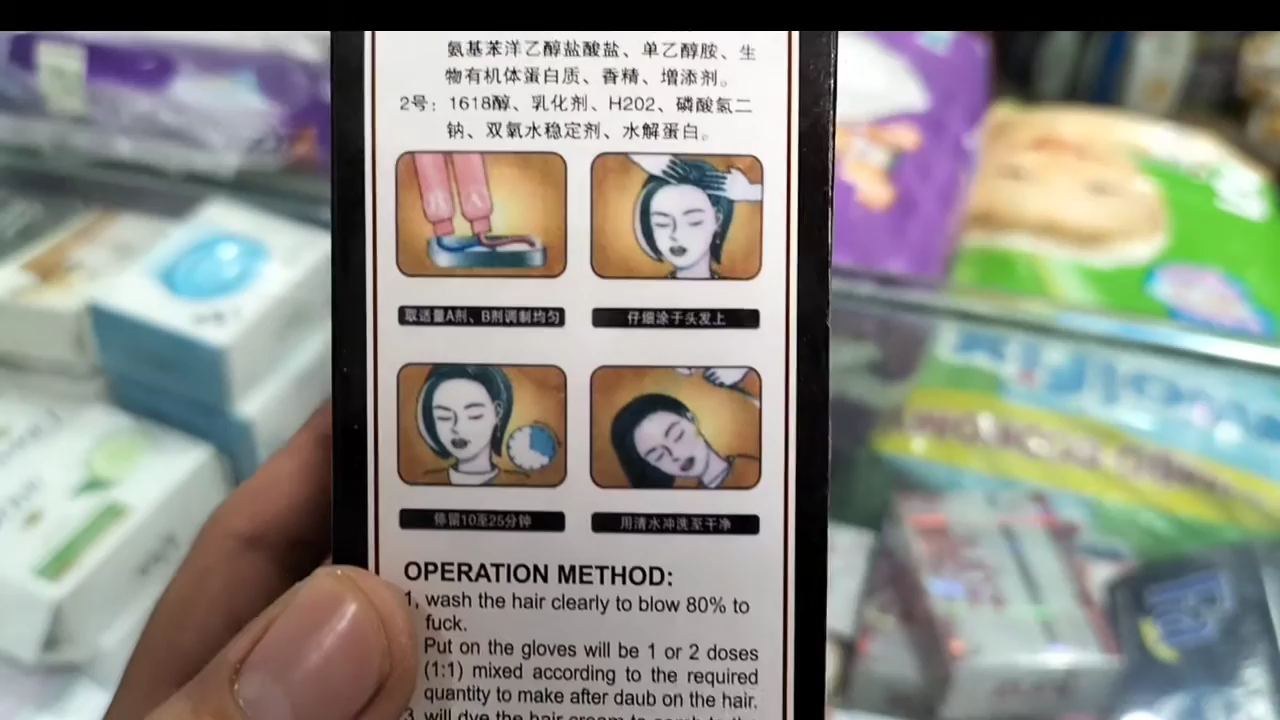 氨基苯洋乙醇盐酸盐、单乙醇胺、生
物有机体蛋白质、香精、增添剂。
2号：1618醇、乳化剂、H202、磷酸氢二
钠、双氧水稳定剂、水解蛋白。
取适量A剂、B剂调制均匀
仔细涂于头发上
停留10至25分钟
用清水冲洗至干净
OPERATION METHOD:
1, wash the hair clearly to blow 80% to
fuck.
Put on the gloves will be 1 or 2 doses
(1:1) mixed according to the required
quantity to make after daub on the hair.
3 will dye the hair cream to comb to the